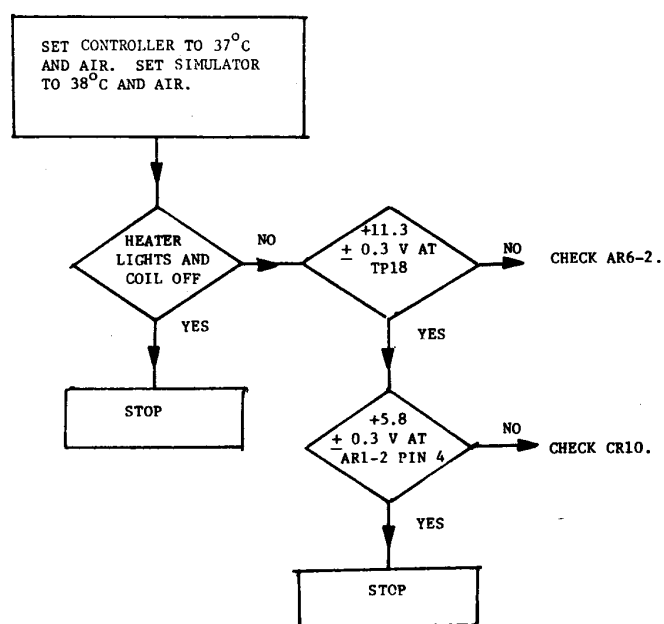 SET CONTROLLER TO 37°C
AND AIR. SET SIMULATOR
TO 38°C AND AIR.
HEATER
LIGHTS AND
COIL OFF
NO
YES
STOP
+11.3
± 0.3 V AT
TP18
NO
CHECK AR6-2.
YES
+5.8
± 0.3 V AT
AR1-2 PIN 4
NO
CHECK CR10.
YES
STOP